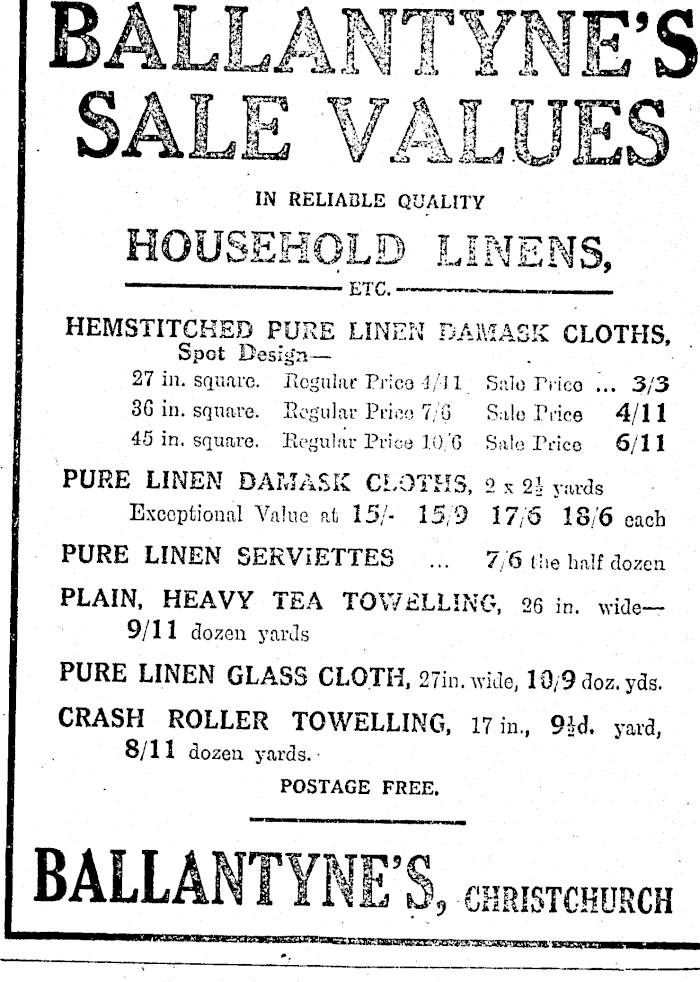 BALLANTYNE'S
SALE VALUES
IN RELIABLE QUALITY
HOUSEHOLD LINENS,
ETC.
HEMSTITCHED PURE LINEN DAMASK CLOTHS,
Spot Design—
27 in. square. Regular Price 4/11 Sale Price ... 3/3
36 in. square. Regular Price 7/6 Sale Price 4/11
45 in. square. Regular Price 10/6 Sale Price 6/11
PURE LINEN DAMASK CLOTHS, 2 x 2½ yards
Exceptional Value at 15/- 15/9 17/6 18/6 each
PURE LINEN SERVIETTES ... 7/6 the half dozen
PLAIN, HEAVY TEA TOWELLING, 26 in. wide—
9/11 dozen yards
PURE LINEN GLASS CLOTH, 27in. wide, 10/9 doz. yds.
CRASH ROLLER TOWELLING, 17 in., 9½d. yard,
8/11 dozen yards.
POSTAGE FREE.
BALLANTYNE'S, CHRISTCHURCH